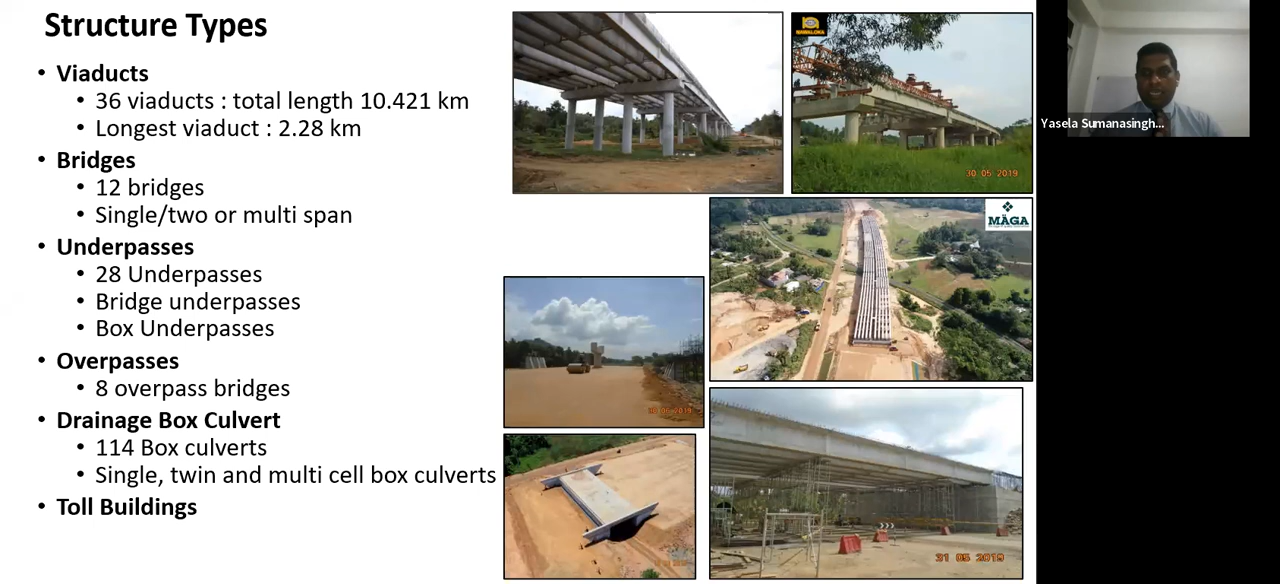 Structure Types
• Viaducts
• 36 viaducts : total length 10.421 km
• Longest viaduct : 2.28 km
• Bridges
• 12 bridges
• Single/two or multi span
• Underpasses
• 28 Underpasses
• Bridge underpasses
• Box Underpasses
• Overpasses
• 8 overpass bridges
• Drainage Box Culvert
• 114 Box culverts
• Single, twin and multi cell box culverts
• Toll Buildings
NAWALOKA
30 05 2019
MÄGA
31 05 2019
Yasela Sumanasingh...